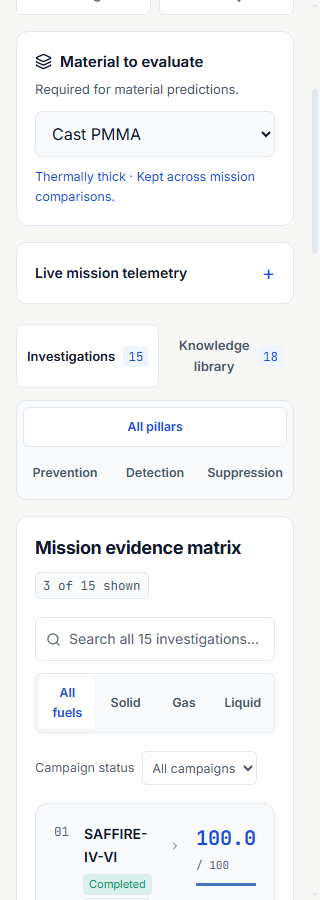 Material to evaluate
Required for material predictions.
Cast PMMA
Thermally thick · Kept across mission
comparisons.
Live mission telemetry +
Investigations 15
Knowledge
library 18
All pillars
Prevention Detection Suppression
Mission evidence matrix
3 of 15 shown
Search all 15 investigations...
All
fuels Solid Gas Liquid
Campaign status All campaigns
01 SAFFIRE-
IV-VI
100.0
/ 100
Completed